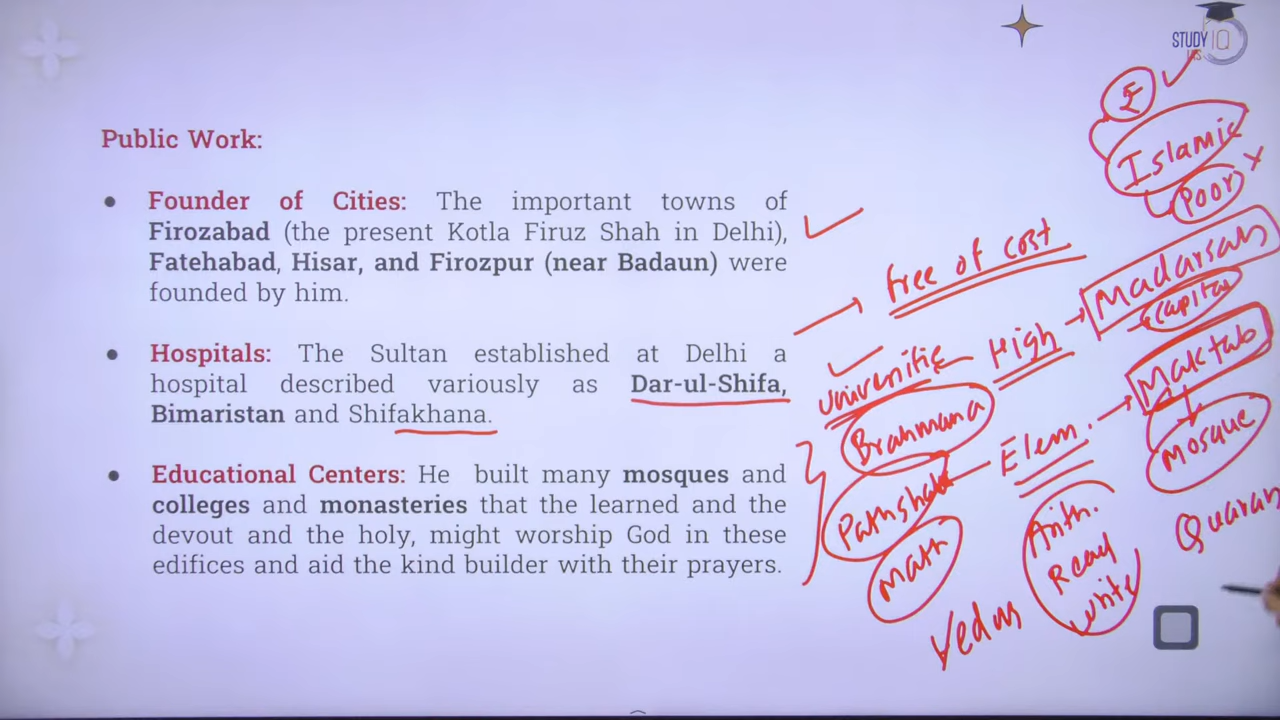 STUDY IQ
IAS
Public Work:
• Founder of Cities: The important towns of
Firozabad (the present Kotla Firuz Shah in Delhi),
Fatehabad, Hisar, and Firozpur (near Badaun) were
founded by him.
• Hospitals: The Sultan established at Delhi a
hospital described variously as Dar-ul-Shifa,
Bimaristan and Shifakhana.
• Educational Centers: He built many mosques and
colleges and monasteries that the learned and the
devout and the holy, might worship God in these
edifices and aid the kind builder with their prayers.
₹
Islamic
Poor
free of cost
High
Madarsah
Capital
Maktab
Mosque
Brahmana
Elem.
Math
Arith.
Read
write
Vedas
Quaran